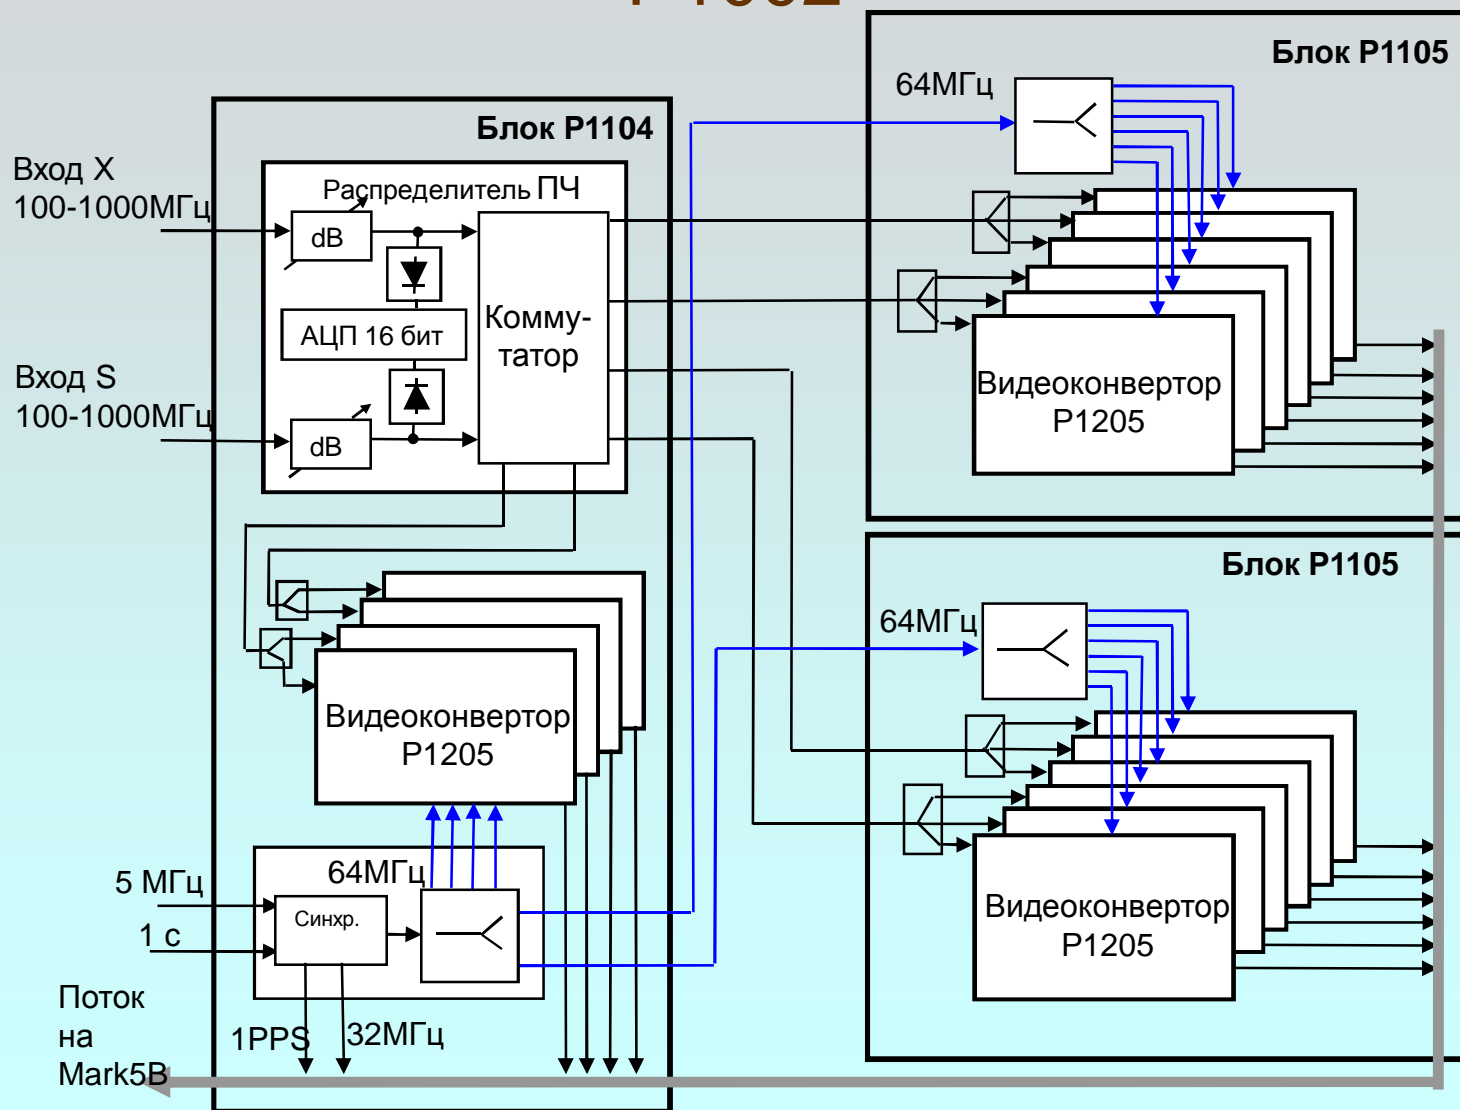 Блок Р1105
64МГц
Блок Р1104
Вход X
100-1000МГц
Распределитель ПЧ
dB
Комму-
татор
АЦП 16 бит
Вход S
100-1000МГц
dB
Видеоконвертор
Р1205
Блок Р1105
64МГц
Видеоконвертор
Р1205
Видеоконвертор
Р1205
64МГц
5 МГц
Синхр.
1 с
Поток
на
Mark5B
1PPS
32МГц